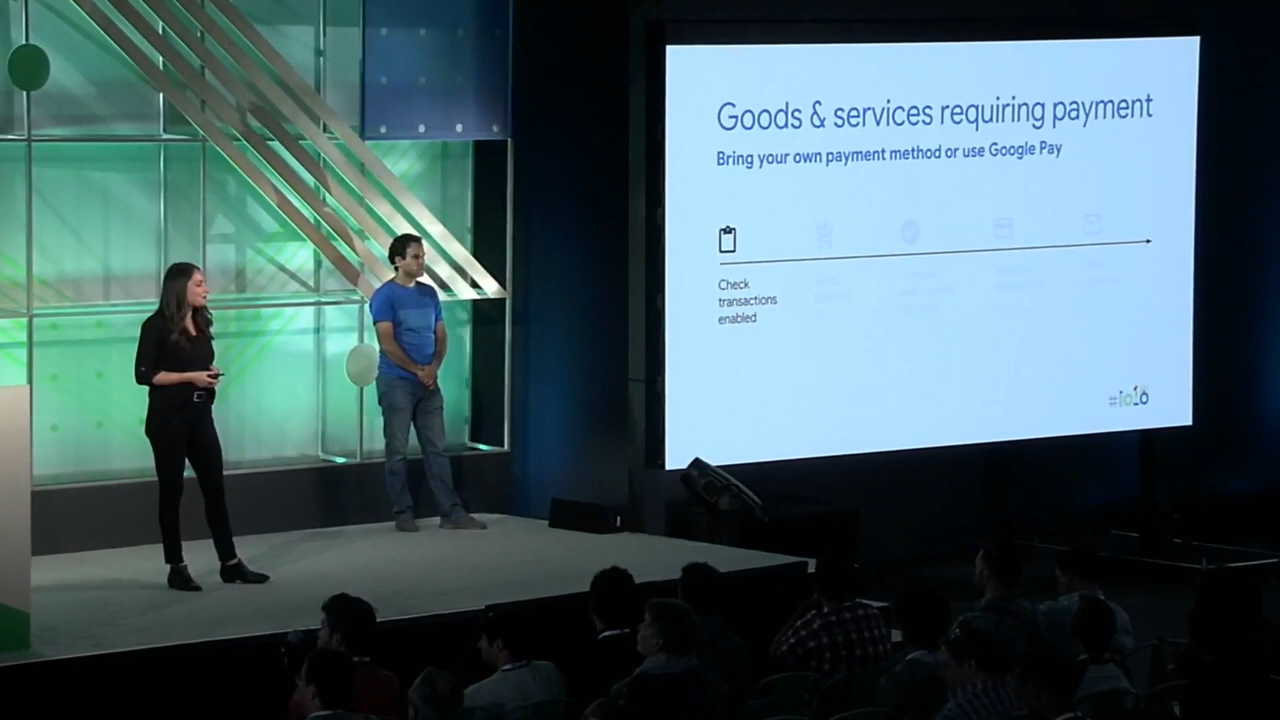 Goods & services requiring payment
Bring your own payment method or use Google Pay
Check
transactions
enabled
#io18